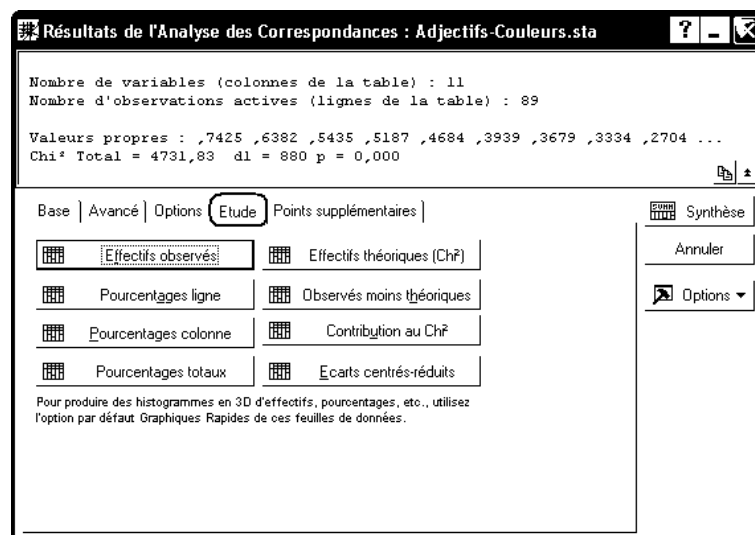 Résultats de l'Analyse des Correspondances : Adjectifs-Couleurs.sta
Nombre de variables (colonnes de la table) : 11
Nombre d'observations actives (lignes de la table) : 89
Valeurs propres : ,7425 ,6382 ,5435 ,5187 ,4684 ,3939 ,3679 ,3334 ,2704 ...
Chi² Total = 4731,83 dl = 880 p = 0,000
Base Avancé Options Etude Points supplémentaires
Synthèse
Effectifs observés Effectifs théoriques (Chi²)
Annuler
Pourcentages ligne Observés moins théoriques
Options
Pourcentages colonne Contribution au Chi²
Pourcentages totaux Ecarts centrés-réduits
Pour produire des histogrammes en 3D d'effectifs, pourcentages, etc., utilisez
l'option par défaut Graphiques Rapides de ces feuilles de données.